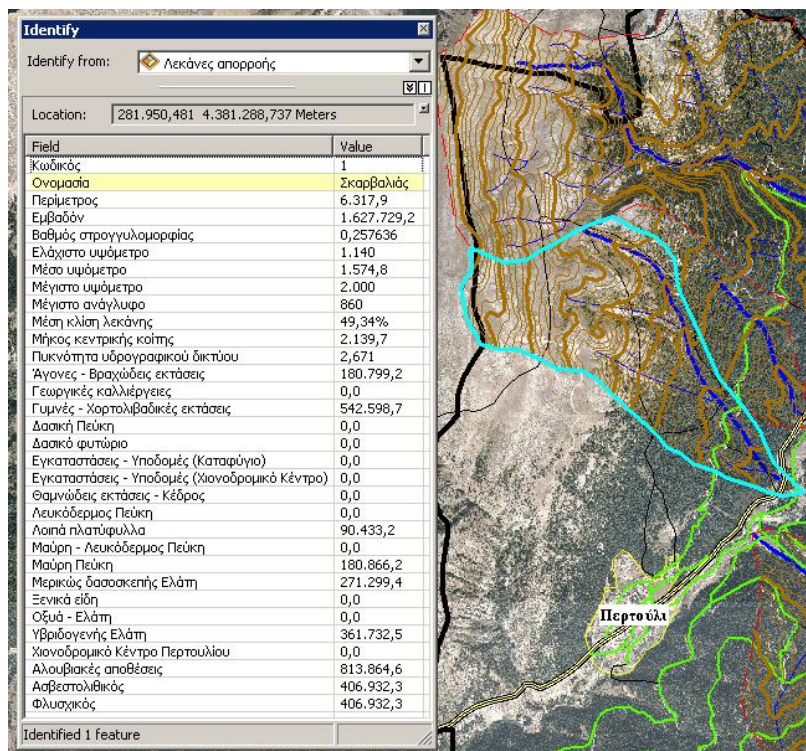 Identify
Identify from: Λεκάνες απορροής
Location: 281.950,481 4.381.288,737 Meters
Field Value
Κωδικός 1
Ονομασία Σκαρβαλιάς
Περίμετρος 6.317,9
Εμβαδόν 1.627.729,2
Βαθμός στρογγυλομορφίας 0,257636
Ελάχιστο υψόμετρο 1.140
Μέσο υψόμετρο 1.574,8
Μέγιστο υψόμετρο 2.000
Μέγιστο ανάγλυφο 860
Μέση κλίση λεκάνης 49,34%
Μήκος κεντρικής κοίτης 2.139,7
Πυκνότητα υδρογραφικού δικτύου 2,671
Άγονες - Βραχώδεις εκτάσεις 180.799,2
Γεωργικές καλλιέργειες 0,0
Γυμνές - Χορτολιβαδικές εκτάσεις 542.598,7
Δασική Πεύκη 0,0
Δασικό φυτώριο 0,0
Εγκαταστάσεις - Υποδομές (Καταφύγιο) 0,0
Εγκαταστάσεις - Υποδομές (Χιονοδρομικό Κέντρο) 0,0
Θαμνώδεις εκτάσεις - Κέδρος 0,0
Λευκόδερμος Πεύκη 0,0
Λοιπά πλατύφυλλα 90.433,2
Μαύρη - Λευκόδερμος Πεύκη 0,0
Μαύρη Πεύκη 180.866,2
Μερικώς δασοσκεπής Ελάτη 271.299,4
Ξενικά είδη 0,0
Οξυά - Ελάτη 0,0
Υβριδογενής Ελάτη 361.732,5
Χιονοδρομικό Κέντρο Περτουλίου 0,0
Αλουβιακές αποθέσεις 813.864,6
Ασβεστολιθικός 406.932,3
Φλυσχικός 406.932,3
Identified 1 feature
Περτούλι